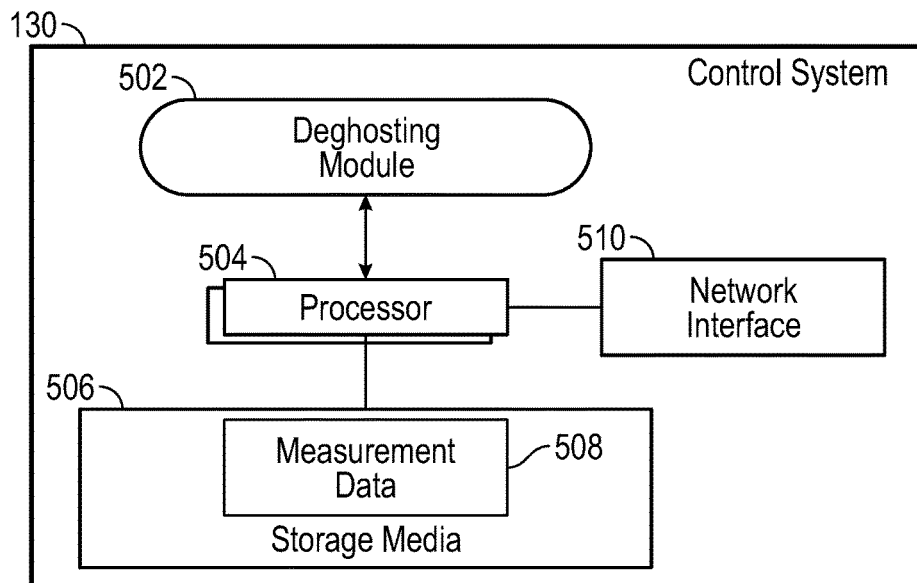 130
Control System
502
Deghosting
Module
504
Processor
510
Network
Interface
506
Measurement
Data
508
Storage Media